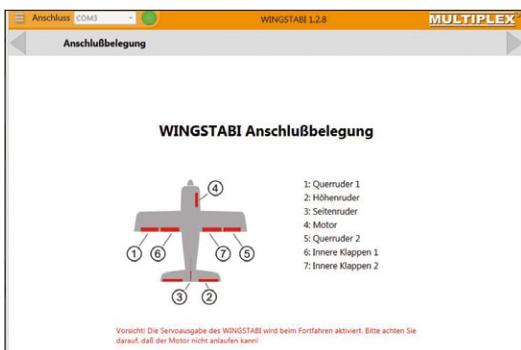 Anschluss COM3 WINGSTABI 1.2.8 MULTIPLEX
Anschlußbelegung
WINGSTABI Anschlußbelegung
4
1 6 7 5
3 2
1: Querruder 1
2: Höhenruder
3: Seitenruder
4: Motor
5: Querruder 2
6: Innere Klappen 1
7: Innere Klappen 2
Vorsicht! Die Servoausgabe des WINGSTABI wird beim Fortfahren aktiviert. Bitte achten Sie
darauf, daß der Motor nicht anlaufen kann!